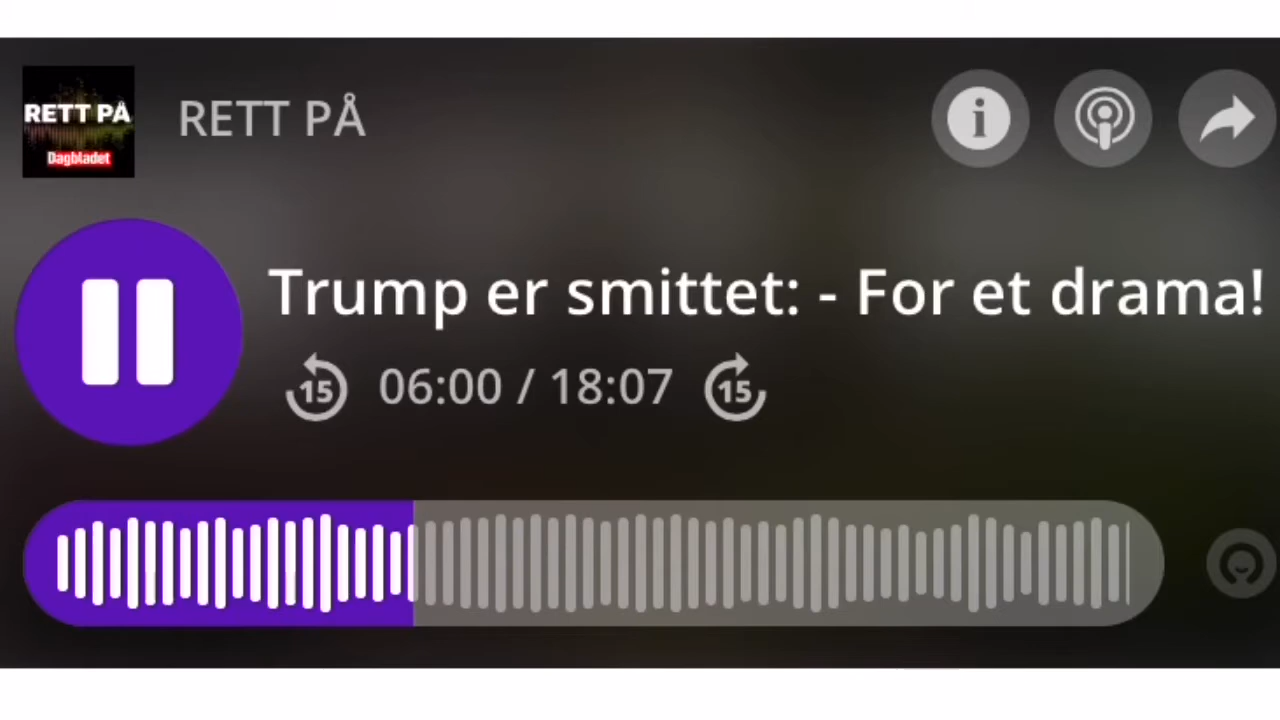 RETT PÅ
Dagbladet
RETT PÅ
i
Trump er smittet: - For et drama!
15 06:00 / 18:07 15